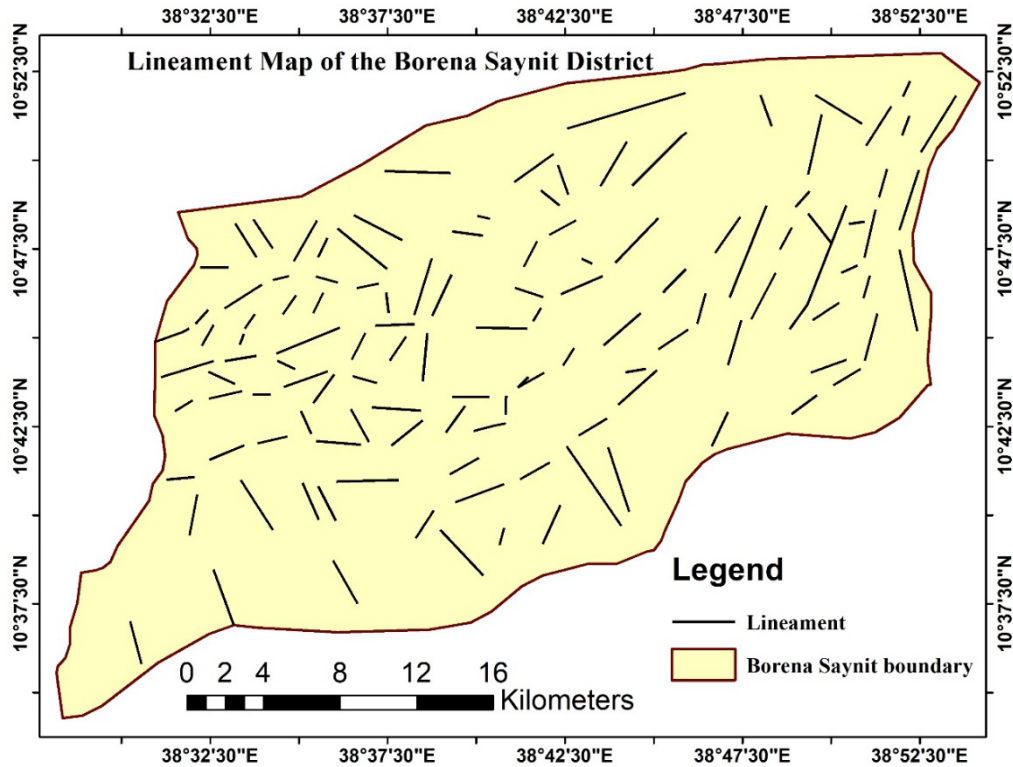 38°32'30"E 38°37'30"E 38°42'30"E 38°47'30"E 38°52'30"E
Lineament Map of the Borena Saynit District
10°52'30"N 10°52'30"N
10°47'30"N 10°47'30"N
10°42'30"N 10°42'30"N
10°37'30"N 10°37'30"N
Legend
Lineament
Borena Saynit boundary
0 2 4 8 12 16
Kilometers
38°32'30"E 38°37'30"E 38°42'30"E 38°47'30"E 38°52'30"E